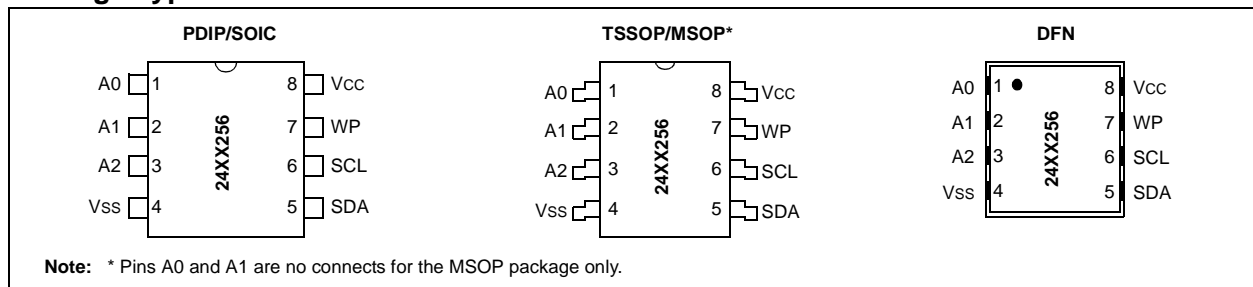 PDIP/SOIC
A0 1 8 VCC
A1 2 7 WP
A2 3 6 SCL
VSS 4 5 SDA
24XX256
TSSOP/MSOP*
A0 1 8 VCC
A1 2 7 WP
A2 3 6 SCL
VSS 4 5 SDA
24XX256
DFN
A0 1 8 VCC
A1 2 7 WP
A2 3 6 SCL
VSS 4 5 SDA
24XX256
Note: * Pins A0 and A1 are no connects for the MSOP package only.